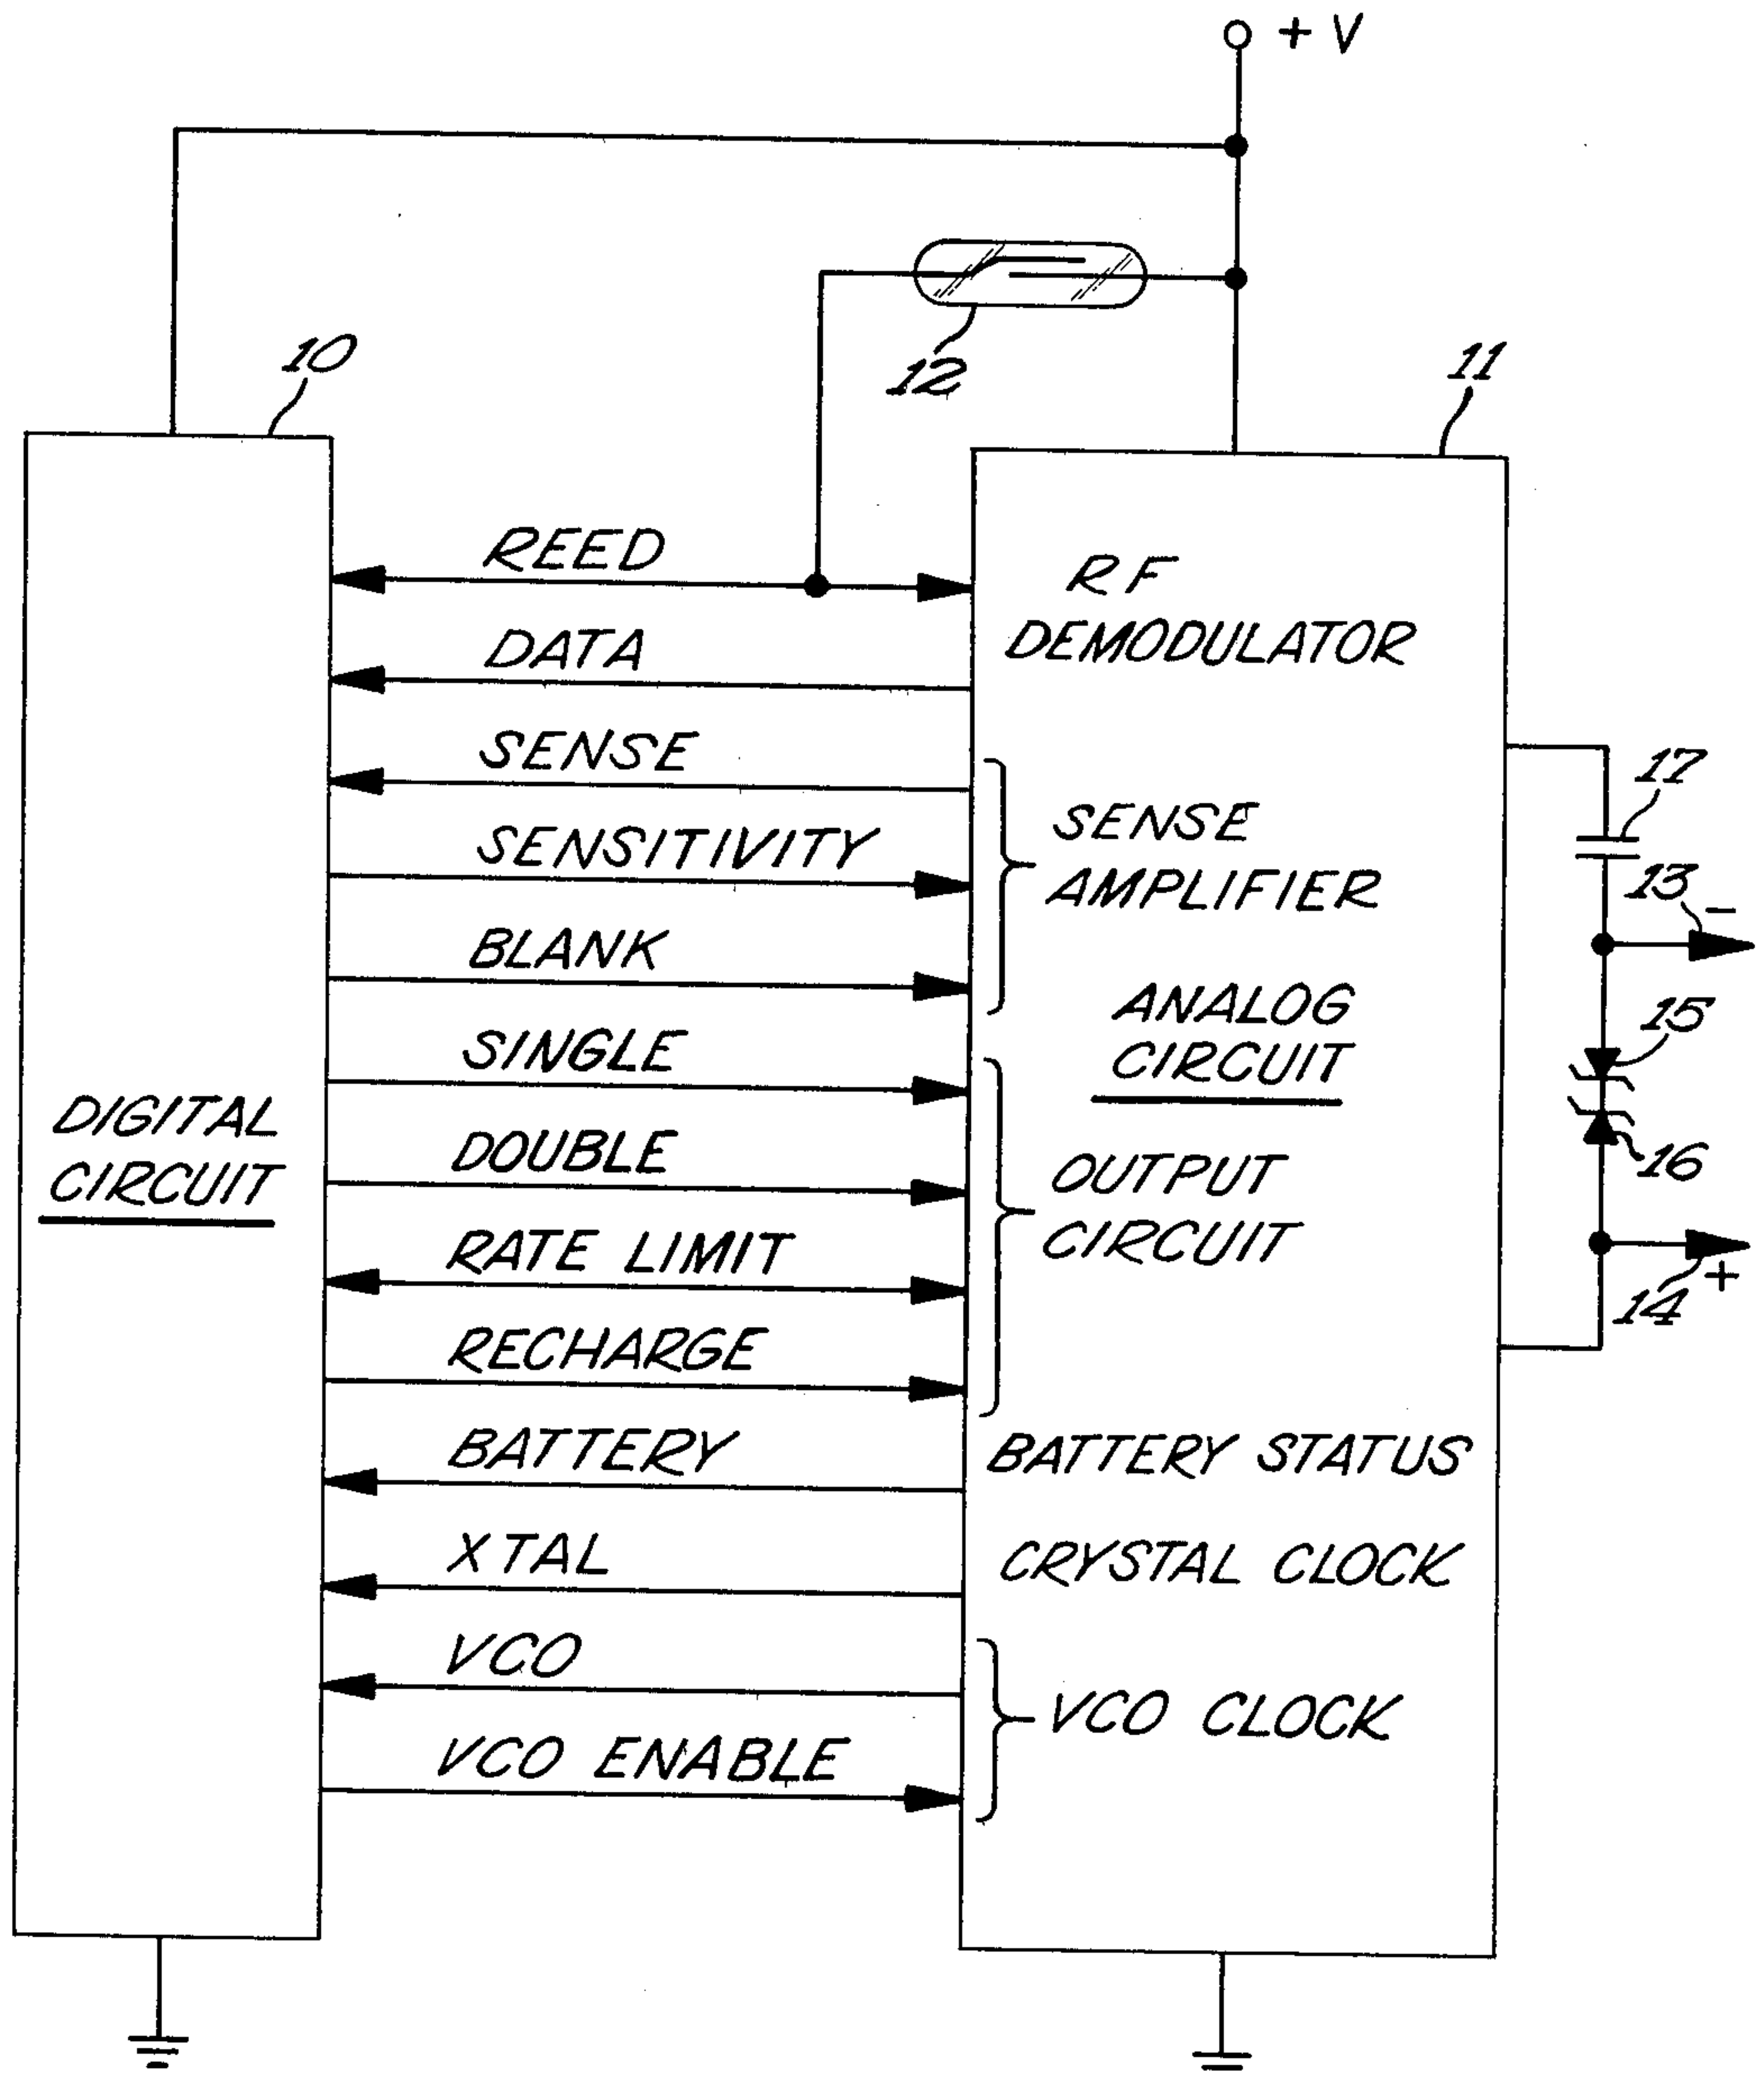 + V
12
10
11
REED
RF
DEMODULATOR
DATA
SENSE
SENSITIVITY
BLANK
SENSE
AMPLIFIER
17
13
−
ANALOG
CIRCUIT
15
16
SINGLE
DOUBLE
RATE LIMIT
RECHARGE
DIGITAL
CIRCUIT
OUTPUT
CIRCUIT
14
+
BATTERY
BATTERY STATUS
XTAL
CRYSTAL CLOCK
VCO
VCO CLOCK
VCO ENABLE